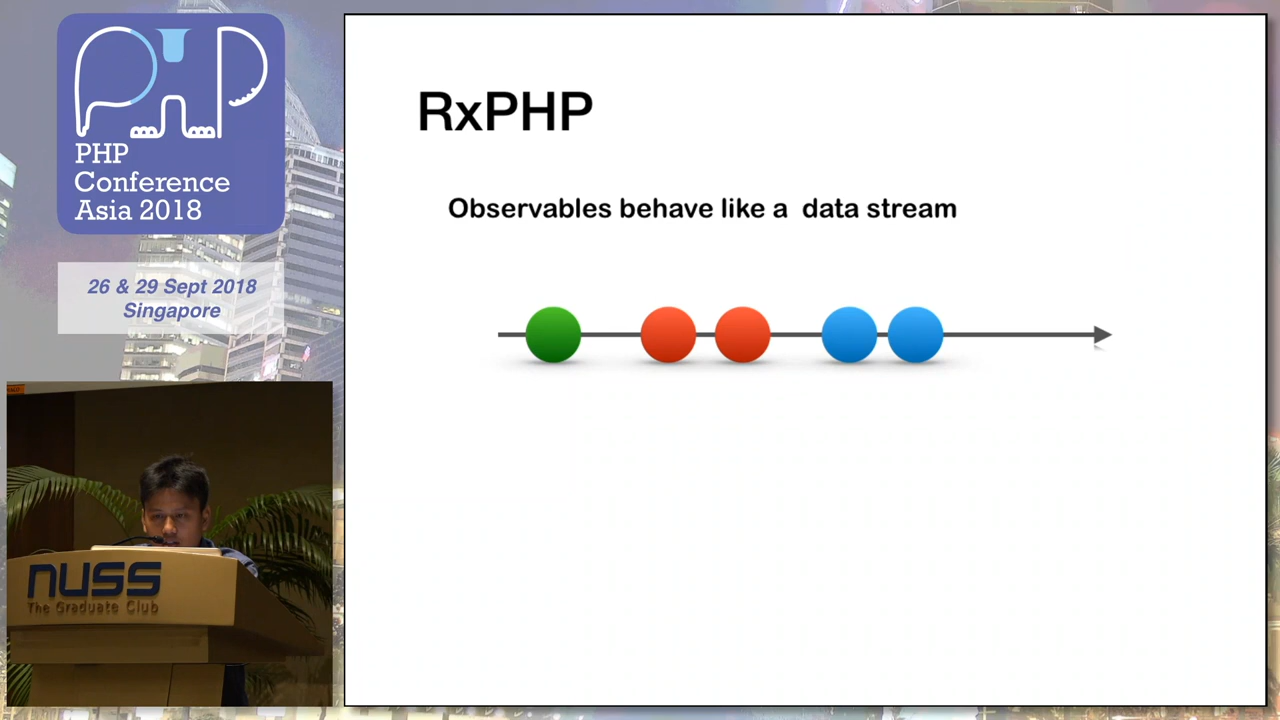 PHP
Conference
Asia 2018
26 & 29 Sept 2018
Singapore
nuss
The Graduate Club
RxPHP
Observables behave like a data stream